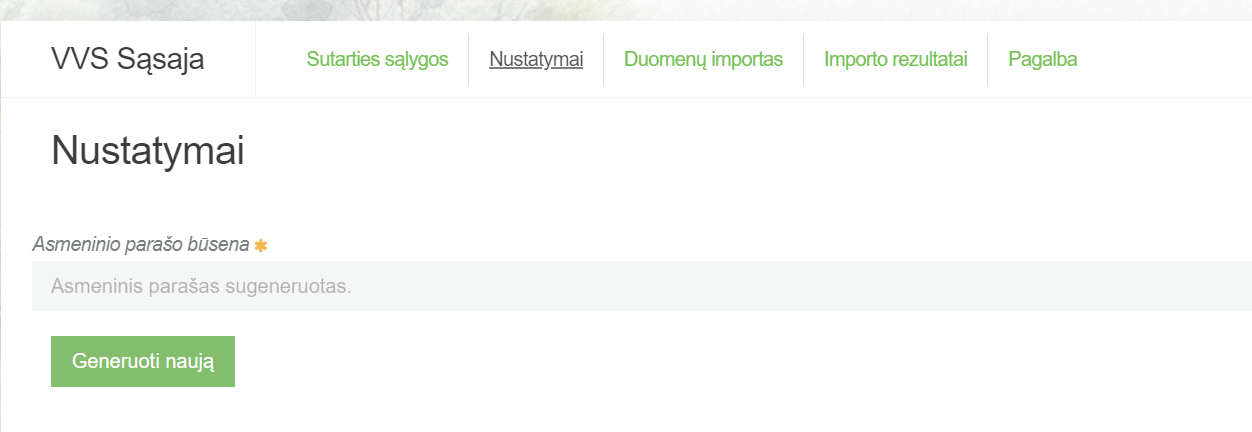 VVS Sąsaja
Sutarties sąlygos
Nustatymai
Duomenų importas
Importo rezultatai
Pagalba
Nustatymai
Asmeninio parašo būsena ✱
Asmeninis parašas sugeneruotas.
Generuoti naują